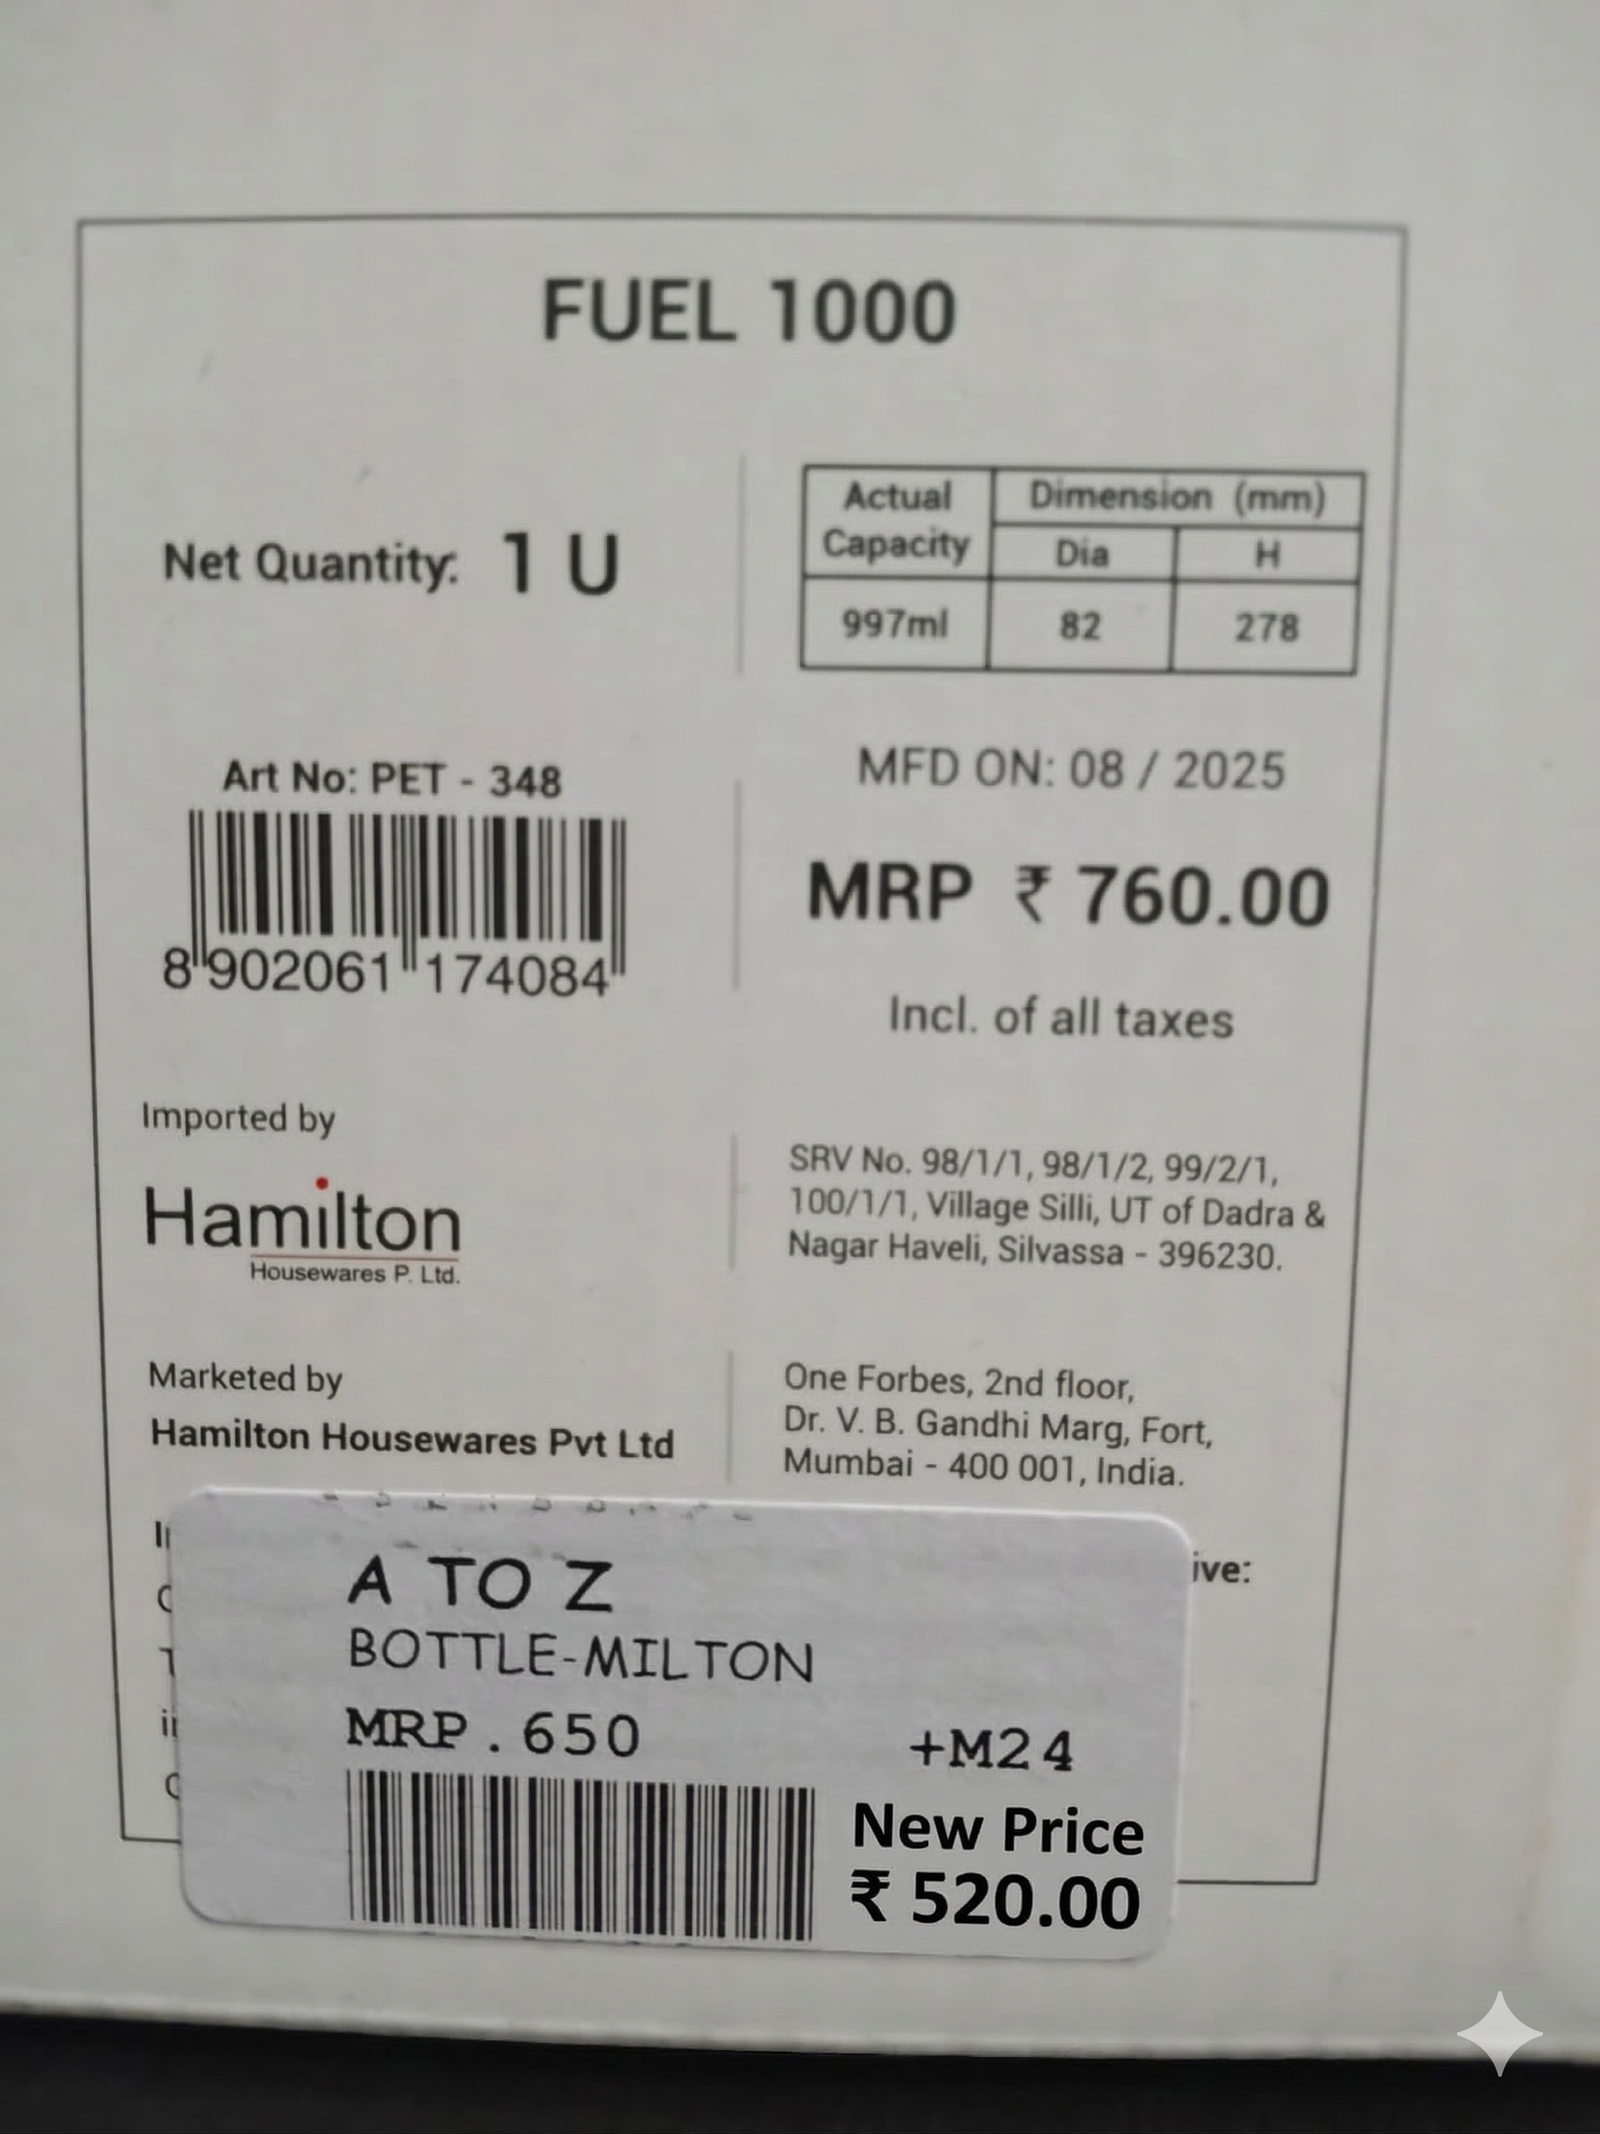 FUEL 1000
Net Quantity: 1 U
Actual Capacity
Dimension (mm)
Dia
H
997ml
82
278
Art No: PET - 348
8 902061 174084
MFD ON: 08 / 2025
MRP ₹ 760.00
Incl. of all taxes
Imported by
Hamilton
Housewares P. Ltd.
SRV No. 98/1/1, 98/1/2, 99/2/1,
100/1/1, Village Silli, UT of Dadra &
Nagar Haveli, Silvassa - 396230.
Marketed by
Hamilton Housewares Pvt Ltd
One Forbes, 2nd floor,
Dr. V. B. Gandhi Marg, Fort,
Mumbai - 400 001, India.
ive:
A TO Z
BOTTLE-MILTON
MRP.650
+M24
New Price
₹ 520.00